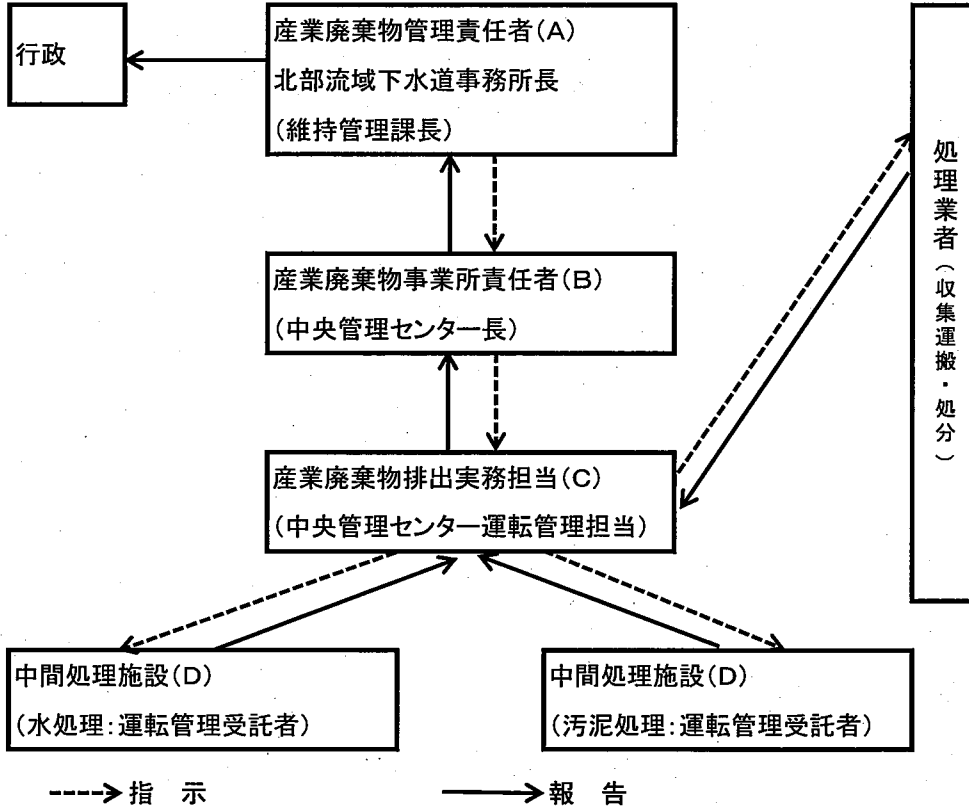 行政
産業廃棄物管理責任者(A)
北部流域下水道事務所長
(維持管理課長)
産業廃棄物事業所責任者(B)
(中央管理センター長)
産業廃棄物排出実務担当(C)
(中央管理センター運転管理担当)
処理業者(収集運搬・処分)
中間処理施設(D)
(水処理:運転管理受託者)
中間処理施設(D)
(汚泥処理:運転管理受託者)
指 示
報 告